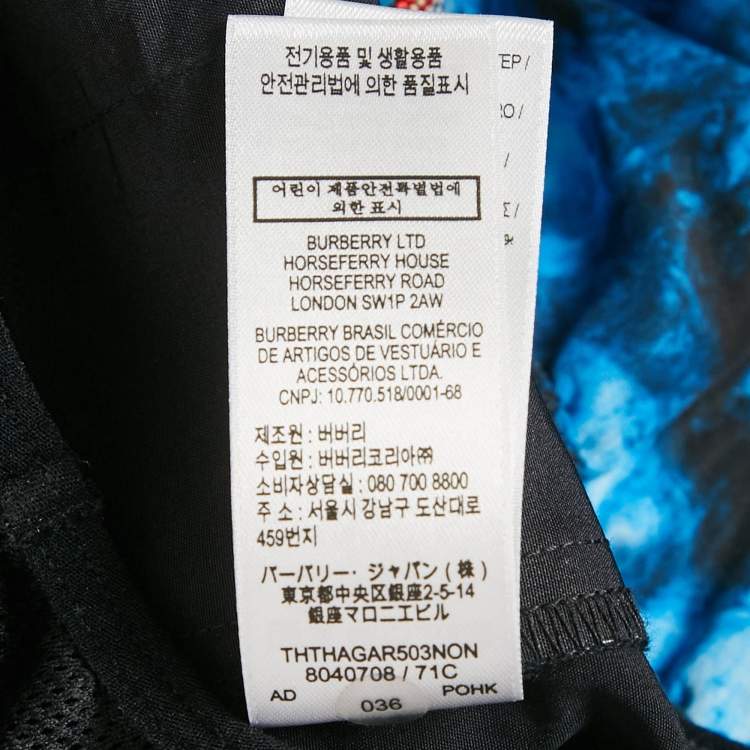 전기용품 및 생활용품
안전관리법에 의한 품질표시
어린이 제품안전특별법에
의한 표시
BURBERRY LTD
HORSEFERRY HOUSE
HORSEFERRY ROAD
LONDON SW1P 2AW
BURBERRY BRASIL COMÉRCIO
DE ARTIGOS DE VESTUÁRIO E
ACESSÓRIOS LTDA.
CNPJ: 10.770.518/0001-68
제조원 : 버버리
수입원 : 버버리코리아㈜
소비자상담실 : 080 700 8800
주 소 : 서울시 강남구 도산대로
459번지
バーバリー・ジャパン(株)
東京都中央区銀座2-5-14
銀座マロニエビル
THTHAGAR503NON
8040708 / 71C
AD 036 POHK
TEP /
RO /
/
Σ /